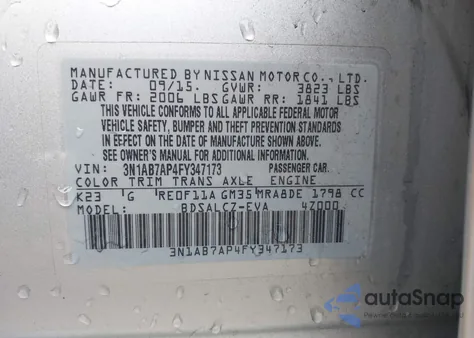 MANUFACTURED BY NISSAN MOTOR CO., LTD.
DATE: 09/15. GVWR: 3823 LBS
GAWR FR: 2006 LBS GAWR RR: 1841 LBS
THIS VEHICLE CONFORMS TO ALL APPLICABLE FEDERAL MOTOR
VEHICLE SAFETY, BUMPER AND THEFT PREVENTION STANDARDS
IN EFFECT ON THE DATE OF MANUFACTURE SHOWN ABOVE.
SEE OWNER'S MANUAL FOR ADDITIONAL INFORMATION.
VIN: 3N1AB7AP4FY347173 PASSENGER CAR.
COLOR TRIM TRANS AXLE ENGINE
K23 G RE0F11A GM35 MRA8DE 1798 CC
MODEL: BDSALCZ-EVA 4Z000
3N1AB7AP4FY347173
autoSnap